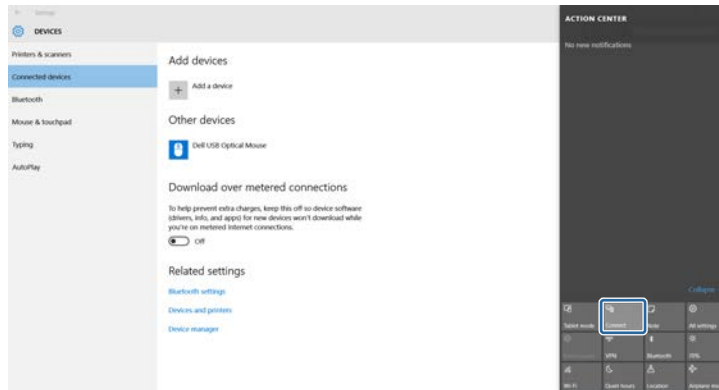 Settings
DEVICES
Printers & scanners
Connected devices
Bluetooth
Mouse & touchpad
Typing
AutoPlay
Add devices
Add a device
Other devices
Dell USB Optical Mouse
Download over metered connections
To help prevent extra charges, keep this off so device software
(drivers, info, and apps) for new devices won't download while
you're on metered Internet connections.
Off
Related settings
Bluetooth settings
Devices and printers
Device manager
ACTION CENTER
No new notifications
Collapse
Tablet mode
Connect
Note
All settings
VPN
Bluetooth
70%
Wi-Fi
Quiet hours
Location
Airplane mo